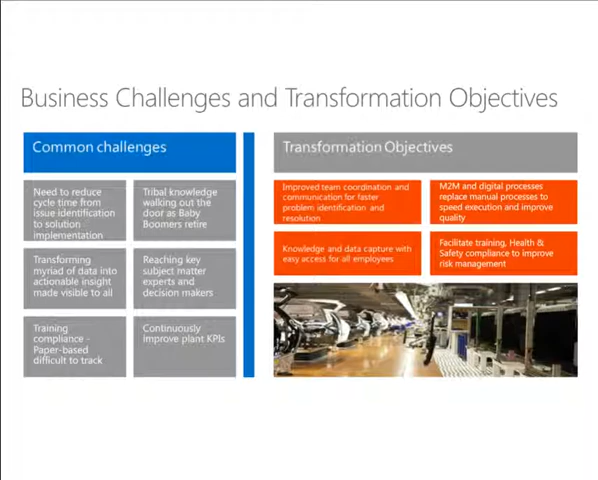 Business Challenges and Transformation Objectives
Common challenges
Need to reduce
cycle time from
issue identification
to solution
implementation
Tribal knowledge
walking out the
door as Baby
Boomers retire
Transforming
myriad of data into
actionable insight
made visible to all
Reaching key
subject matter
experts and
decision makers
Training
compliance -
Paper-based
difficult to track
Continuously
improve plant KPIs
Transformation Objectives
Improved team coordination and
communication for faster
problem identification and
resolution
M2M and digital processes
replace manual processes to
speed execution and improve
quality
Knowledge and data capture with
easy access for all employees
Facilitate training, Health &
Safety compliance to improve
risk management